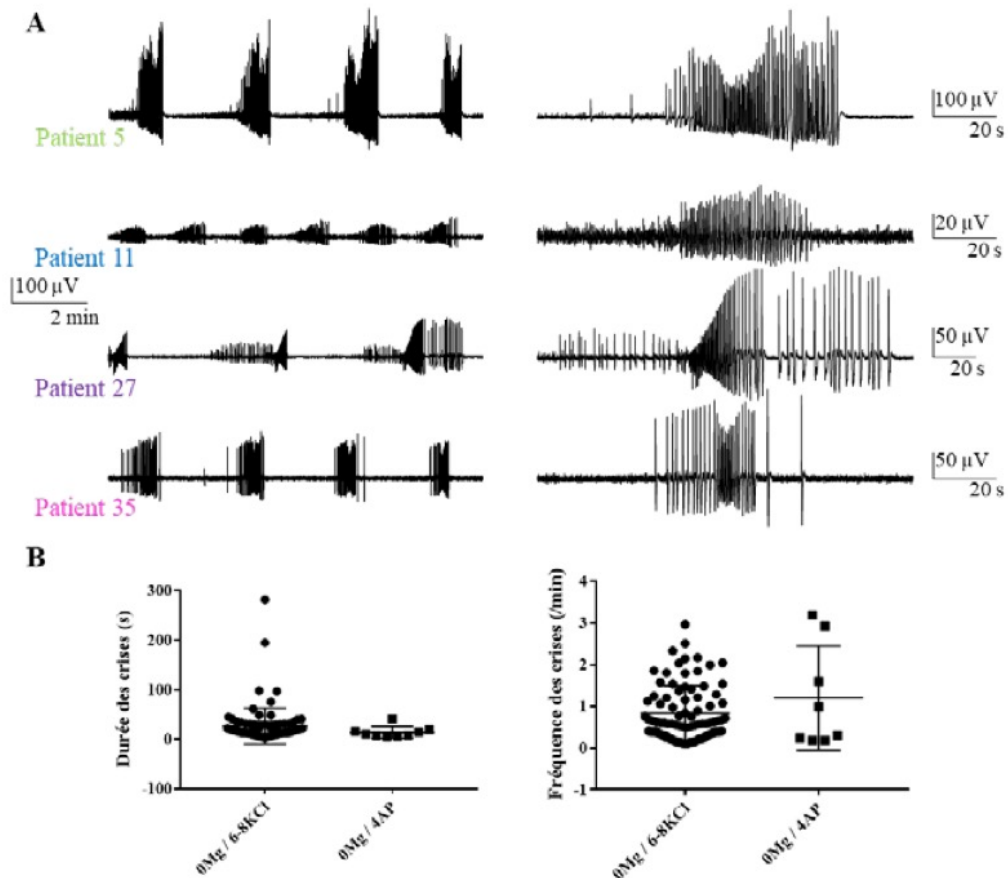 A
Patient 5
100 µV
20 s
Patient 11
20 µV
20 s
100 µV
2 min
Patient 27
50 µV
20 s
Patient 35
50 µV
20 s
B
Durée des crises (s)
300
200
100
0
-100
0Mg / 6-8KCl
0Mg / 4AP
Fréquence des crises (/min)
4
3
2
1
0
-1
0Mg / 6-8KCl
0Mg / 4AP